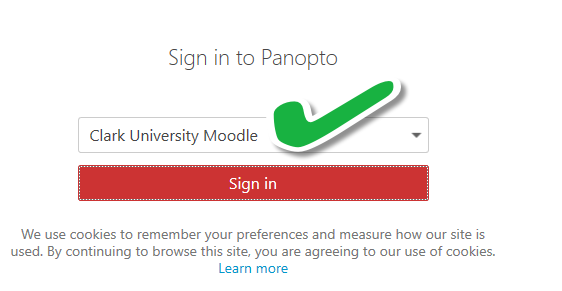 Sign in to Panopto
Clark University Moodle
Sign in
We use cookies to remember your preferences and measure how our site is
used. By continuing to browse this site, you are agreeing to our use of cookies.
Learn more